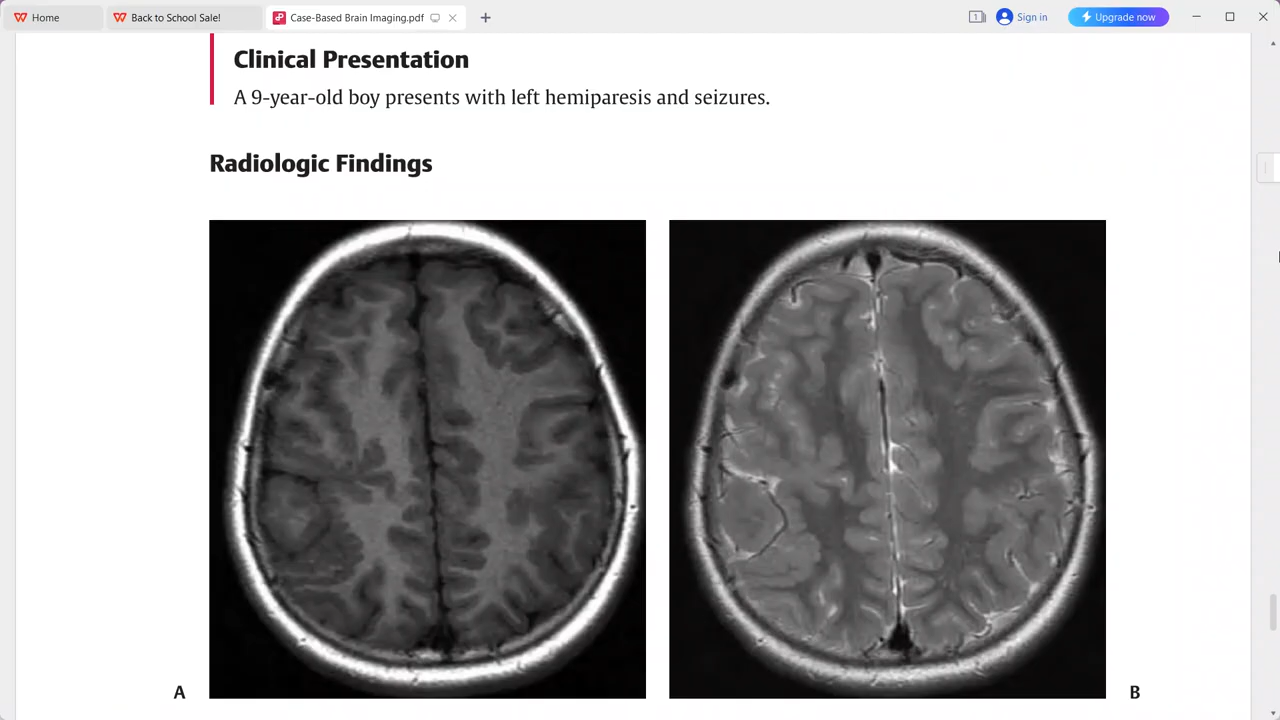 Home
Back to School Sale!
Case-Based Brain Imaging.pdf
1
Sign in
Upgrade now
Clinical Presentation
A 9-year-old boy presents with left hemiparesis and seizures.
Radiologic Findings
A
B